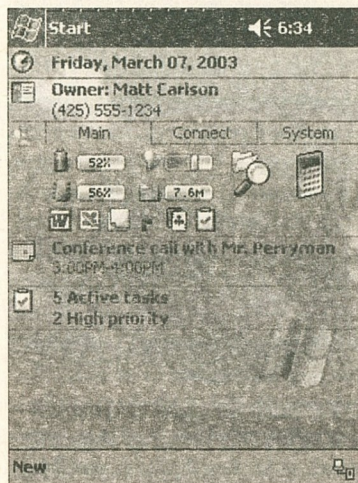 Start 6:34
Friday, March 07, 2003
Owner: Matt Carlson
(425) 555-1234
Main Connect System
52%
56% 7.6M
Conference call with Mr. Perryman
3:00PM-4:00PM
5 Active tasks
2 High priority
New